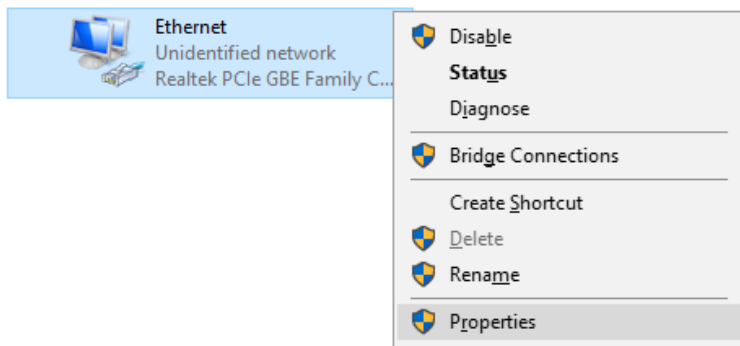 Ethernet
Unidentified network
Realtek PCIe GBE Family C...
Disable
Status
Diagnose
Bridge Connections
Create Shortcut
Delete
Rename
Properties